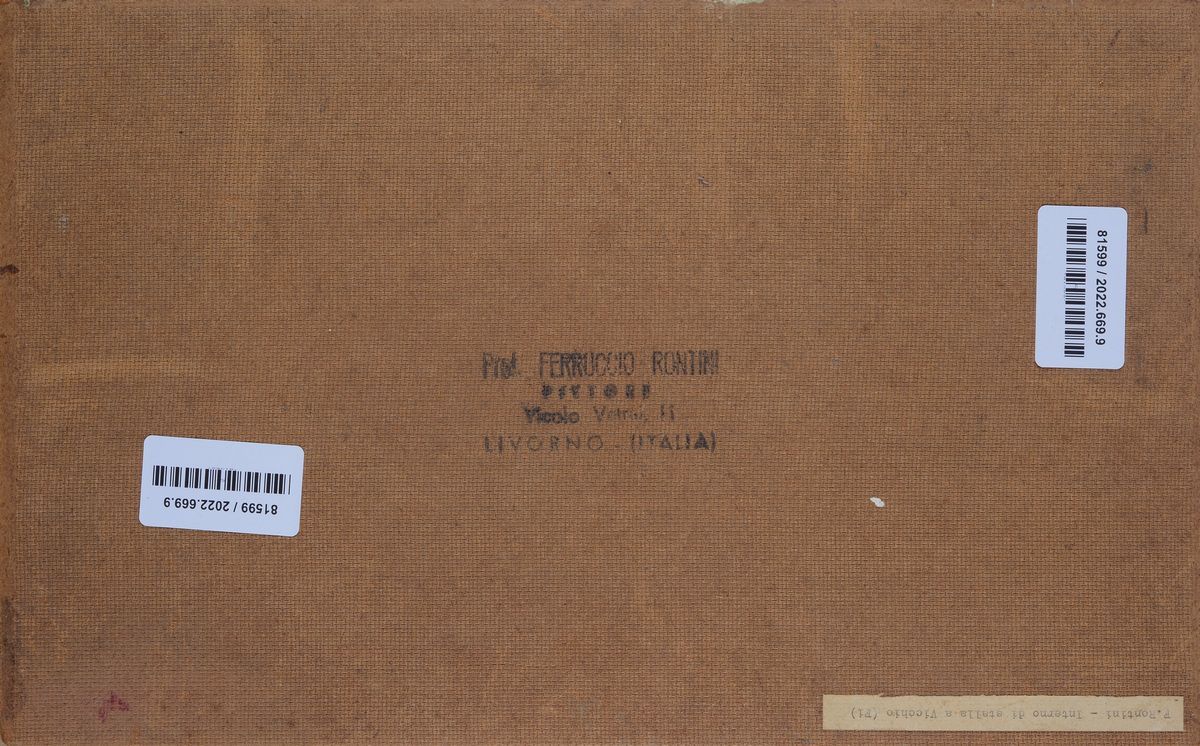 81599 / 2022.669.9
Prof. FERRUCCIO RONTINI
PITTORE
Vicolo
LIVORNO - (ITALIA)
81599 / 2022.669.9
F.Rontini - Interno di stalla a Vicchio (Fi)